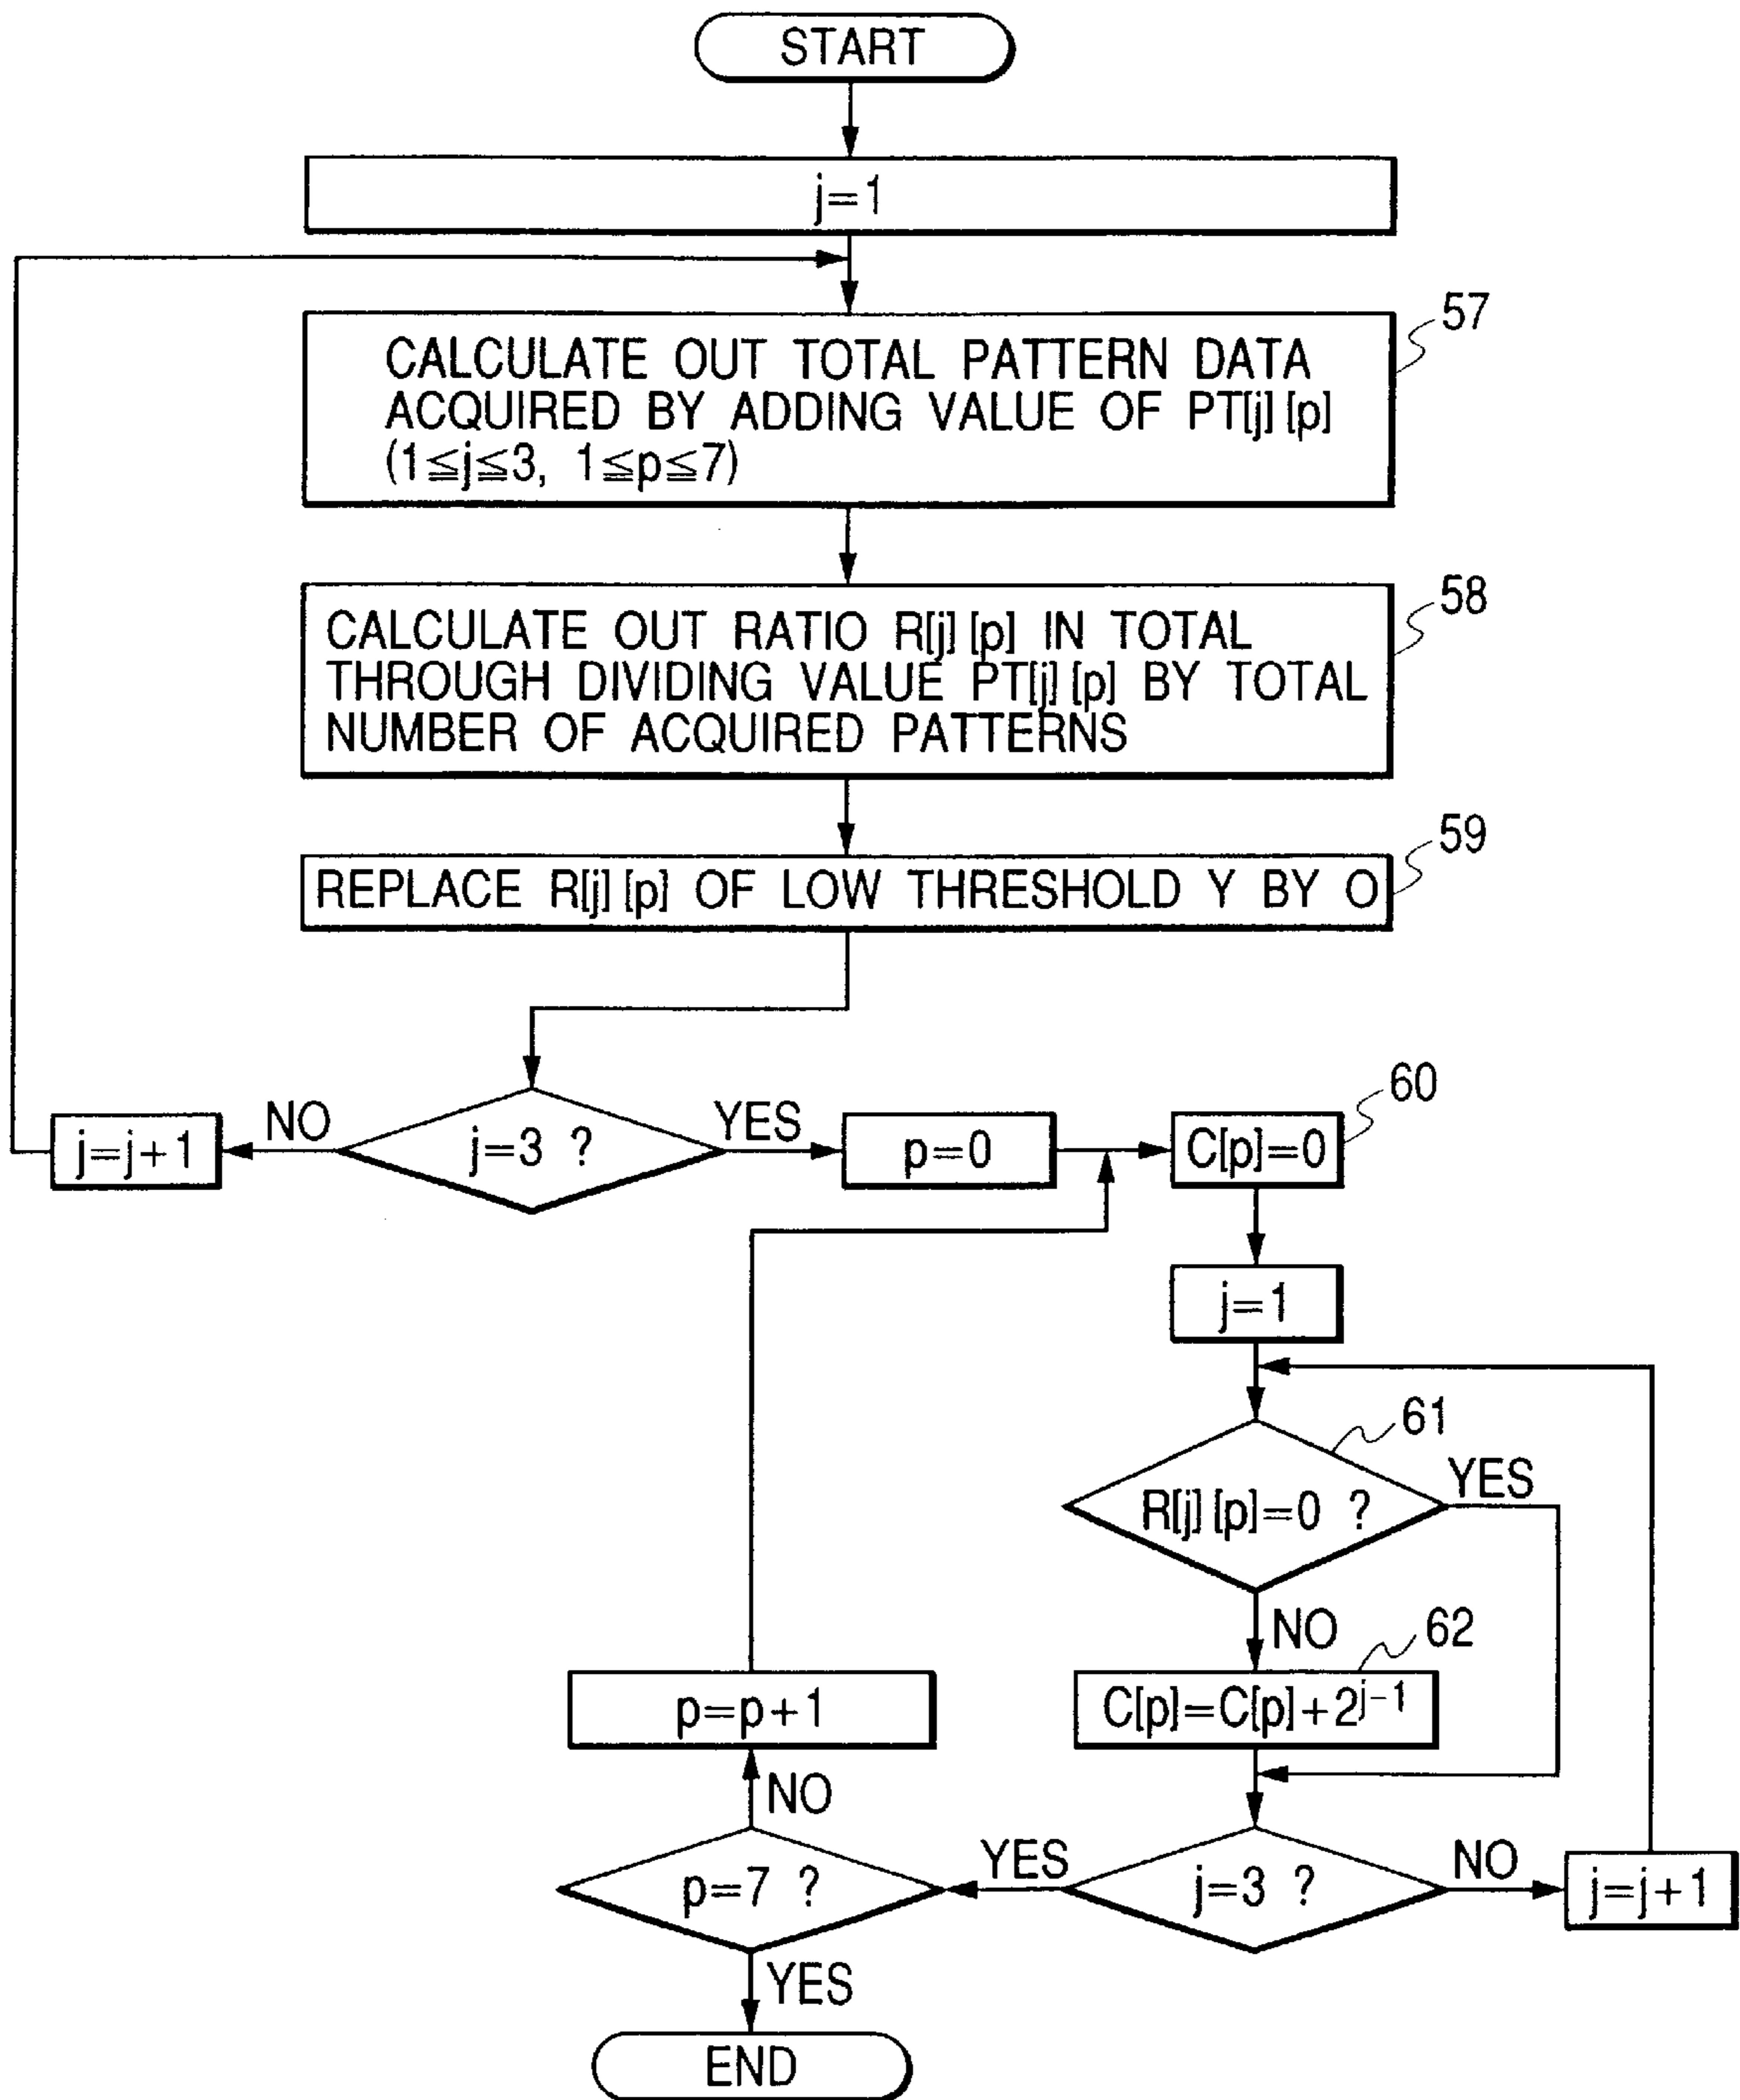 START
j=1
57
CALCULATE OUT TOTAL PATTERN DATA
ACQUIRED BY ADDING VALUE OF PT[j][p]
(1≦j≦3, 1≦p≦7)
58
CALCULATE OUT RATIO R[j][p] IN TOTAL
THROUGH DIVIDING VALUE PT[j][p] BY TOTAL
NUMBER OF ACQUIRED PATTERNS
59
REPLACE R[j][p] OF LOW THRESHOLD Y BY O
60
j=j+1
NO
j=3 ?
YES
p=0
C[p]=0
j=1
61
R[j][p]=0 ?
YES
NO
62
p=p+1
C[p]=C[p]+2^{j-1}
NO
p=7 ?
YES
j=3 ?
NO
j=j+1
YES
END